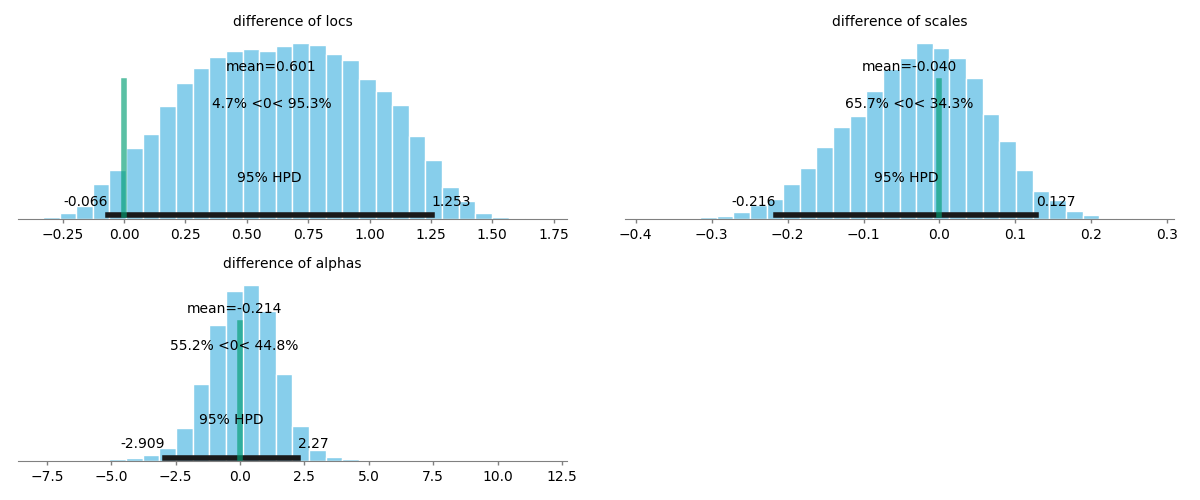 difference of locs
mean=0.601
4.7% <0< 95.3%
95% HPD
-0.066 1.253
−0.25 0.00 0.25 0.50 0.75 1.00 1.25 1.50 1.75
difference of scales
mean=-0.040
65.7% <0< 34.3%
95% HPD
-0.216 0.127
−0.4 −0.3 −0.2 −0.1 0.0 0.1 0.2 0.3
difference of alphas
mean=-0.214
55.2% <0< 44.8%
95% HPD
-2.909 2.27
−7.5 −5.0 −2.5 0.0 2.5 5.0 7.5 10.0 12.5